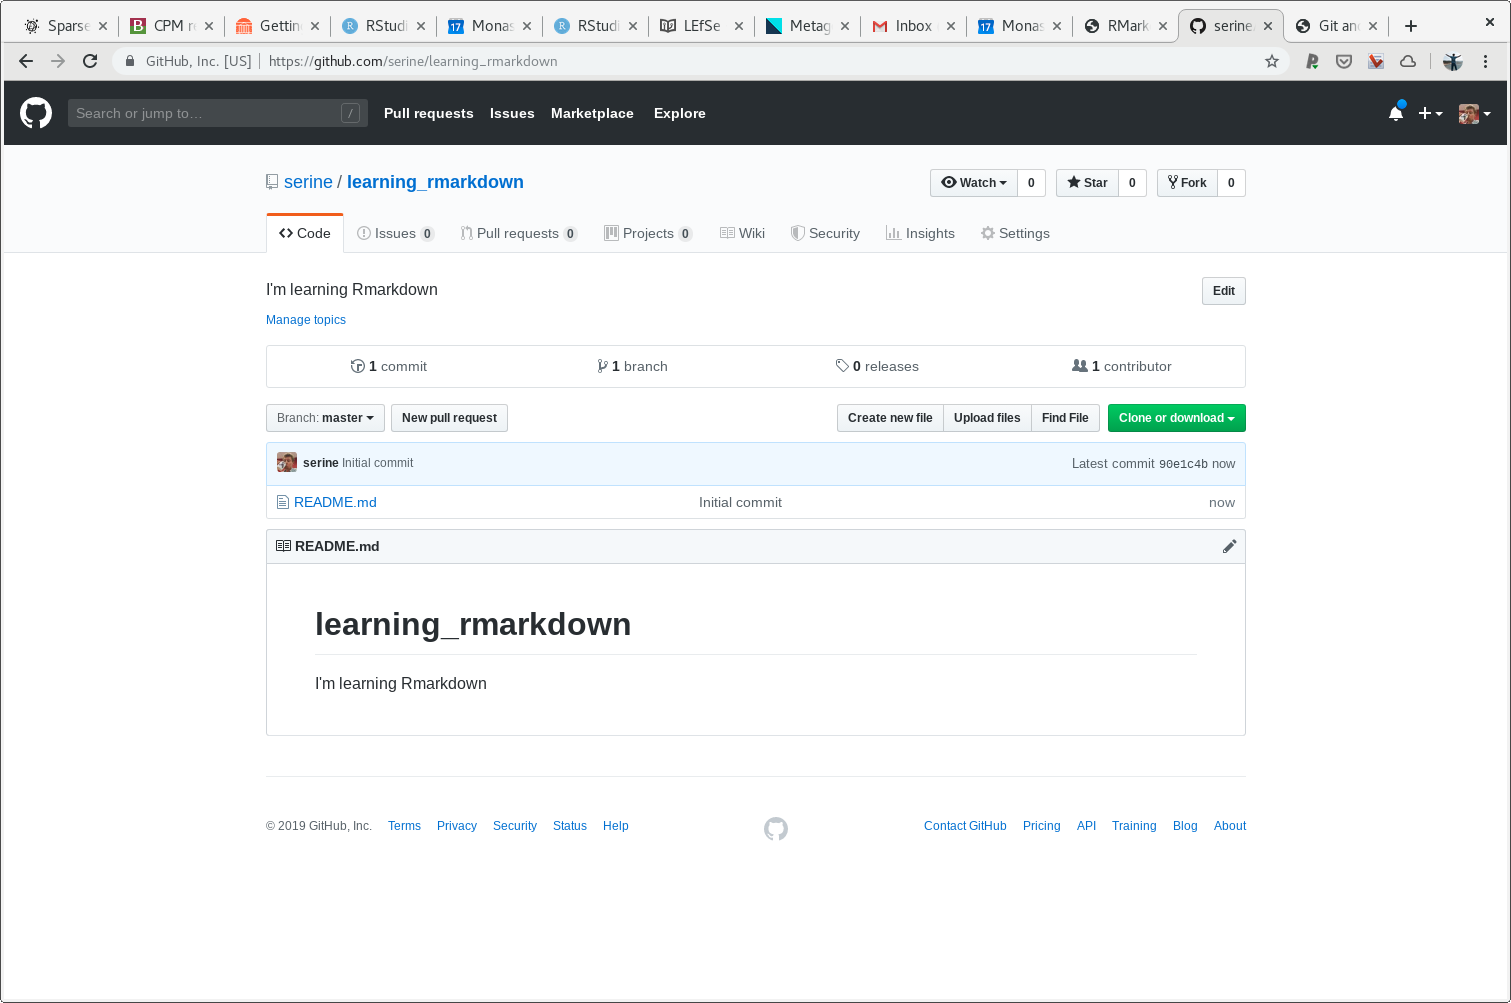 Sparse CPM re Getting RStudi Monas RStudi LEfSe Metag Inbox Monas RMark serine/ Git and
GitHub, Inc. [US] https://github.com/serine/learning_rmarkdown
Search or jump to… / Pull requests Issues Marketplace Explore
serine / learning_rmarkdown Watch 0 Star 0 Fork 0
Code Issues 0 Pull requests 0 Projects 0 Wiki Security Insights Settings
I'm learning Rmarkdown Edit
Manage topics
1 commit 1 branch 0 releases 1 contributor
Branch: master New pull request Create new file Upload files Find File Clone or download
serine Initial commit Latest commit 90e1c4b now
README.md Initial commit now
README.md
learning_rmarkdown
I'm learning Rmarkdown
© 2019 GitHub, Inc. Terms Privacy Security Status Help Contact GitHub Pricing API Training Blog About